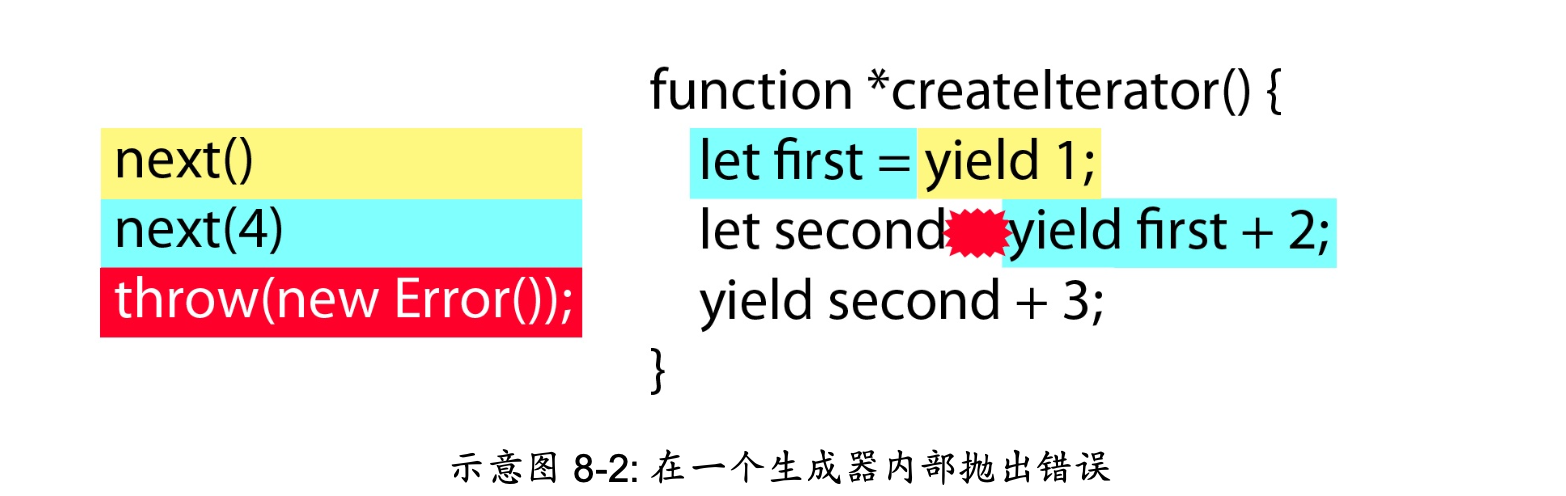 function *createIterator() {
next() let first = yield 1;
next(4) let second yield first + 2;
throw(new Error()); yield second + 3;
}
示意图 8-2: 在一个生成器内部抛出错误